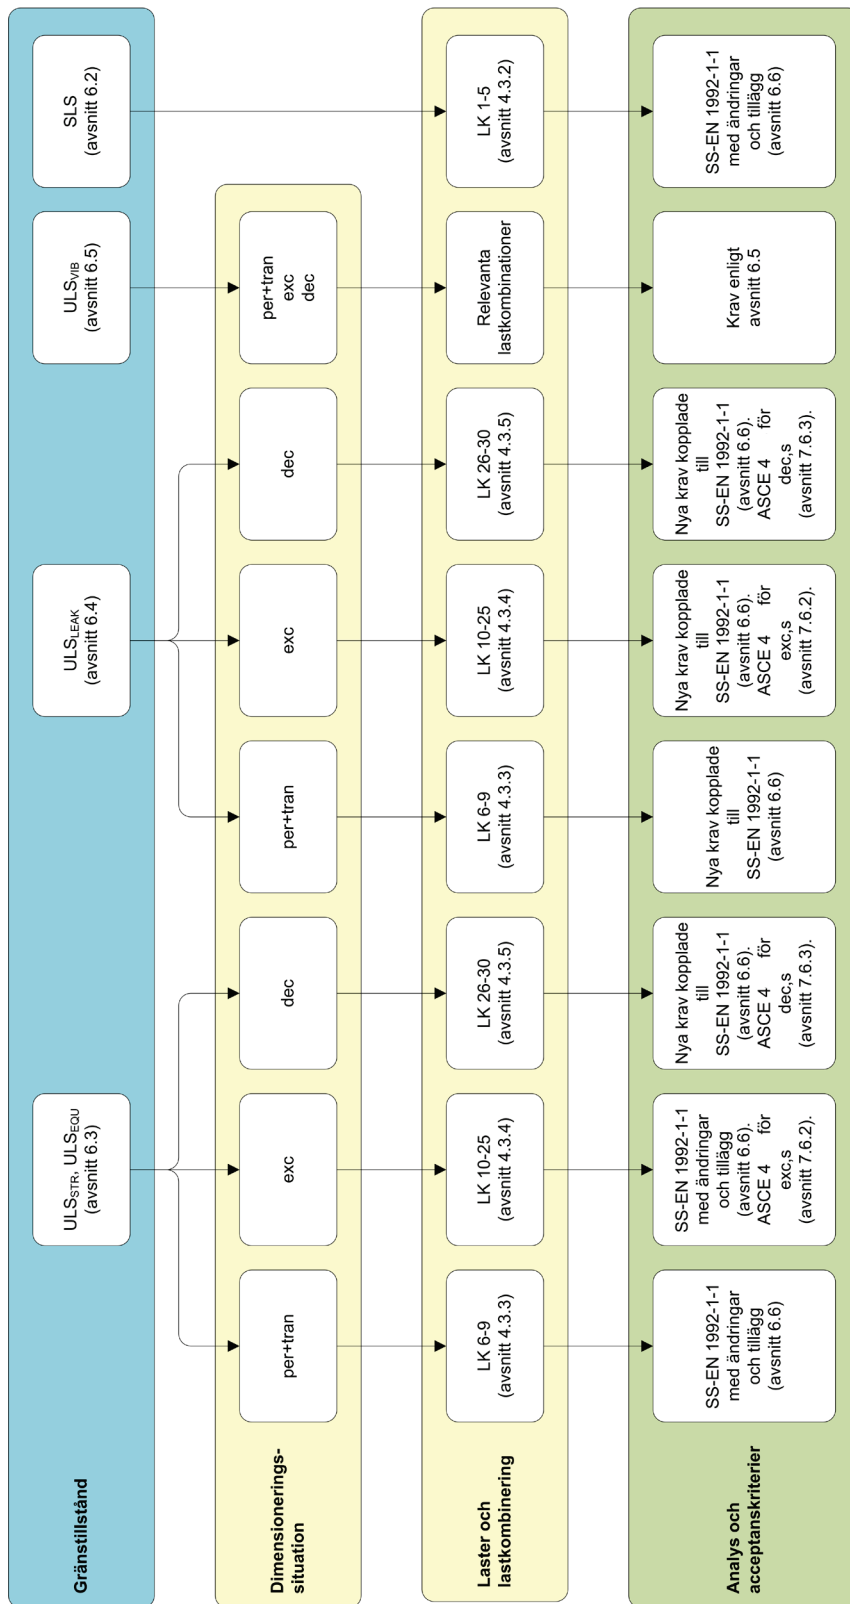 Gränstillstånd
ULSSTR, ULSEQU
(avsnitt 6.3)
ULSLEAK
(avsnitt 6.4)
ULSVIB
(avsnitt 6.5)
SLS
(avsnitt 6.2)
Dimensionerings-
situation
per+tran
exc
dec
per+tran
exc
dec
per+tran
exc
dec
Laster och
lastkombinering
LK 6-9
(avsnitt 4.3.3)
LK 10-25
(avsnitt 4.3.4)
LK 26-30
(avsnitt 4.3.5)
LK 6-9
(avsnitt 4.3.3)
LK 10-25
(avsnitt 4.3.4)
LK 26-30
(avsnitt 4.3.5)
Relevanta
lastkombinationer
LK 1-5
(avsnitt 4.3.2)
Analys och
acceptanskriterier
SS-EN 1992-1-1
med ändringar
och tillägg
(avsnitt 6.6)
SS-EN 1992-1-1
med ändringar
och tillägg
(avsnitt 6.6).
ASCE 4 för
exc,s
(avsnitt 7.6.2).
Nya krav kopplade
till
SS-EN 1992-1-1
(avsnitt 6.6).
ASCE 4 för
dec,s
(avsnitt 7.6.3).
Nya krav kopplade
till
SS-EN 1992-1-1
(avsnitt 6.6)
Nya krav kopplade
till
SS-EN 1992-1-1
(avsnitt 6.6).
ASCE 4 för
exc,s
(avsnitt 7.6.2).
Nya krav kopplade
till
SS-EN 1992-1-1
(avsnitt 6.6).
ASCE 4 för
dec,s
(avsnitt 7.6.3).
Krav enligt
avsnitt 6.5
SS-EN 1992-1-1
med ändringar
och tillägg
(avsnitt 6.6)